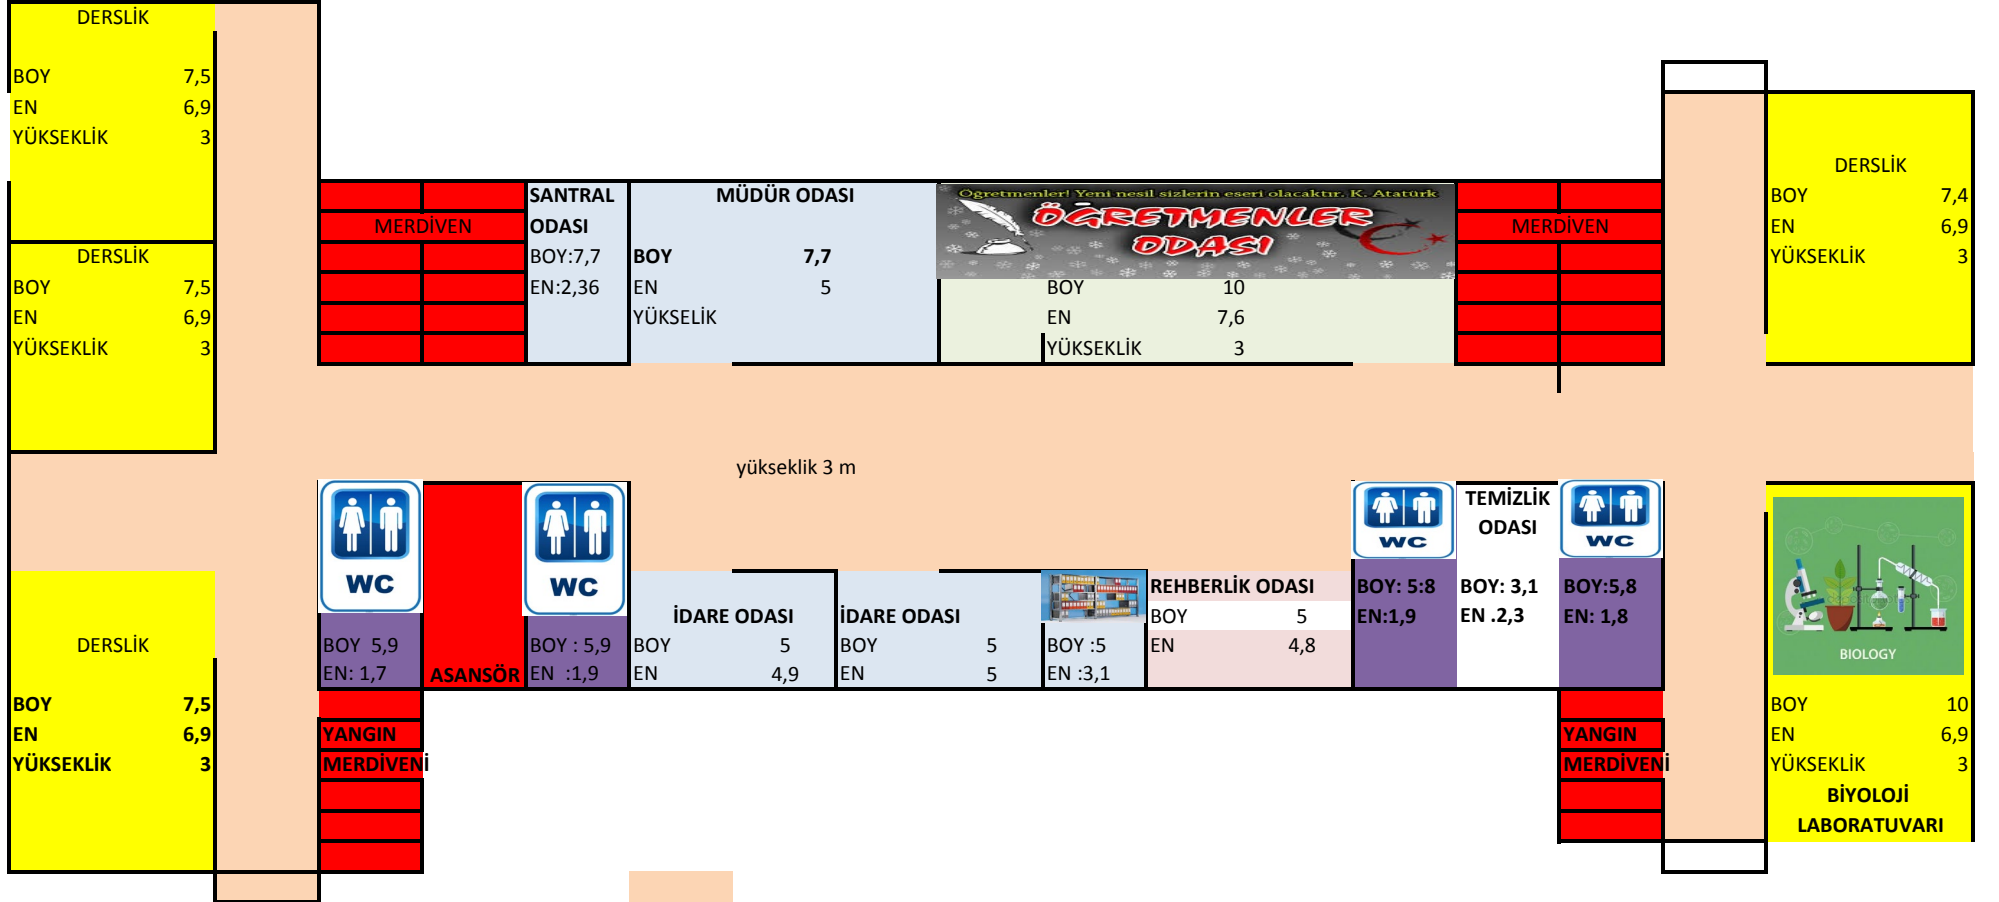 DERSLİK
BOY 7,5
EN 6,9
YÜKSEKLİK 3
DERSLİK
BOY 7,5
EN 6,9
YÜKSEKLİK 3
MERDİVEN
SANTRAL
ODASI
BOY:7,7
EN:2,36
MÜDÜR ODASI
BOY 7,7
EN 5
YÜKSELİK
Ögretmenler! Yeni nesil sizlerin eseri olacaktır. K. Atatürk
ÖĞRETMENLER
ODASI
BOY 10
EN 7,6
YÜKSEKLİK 3
MERDİVEN
DERSLİK
BOY 7,4
EN 6,9
YÜKSEKLİK 3
yükseklik 3 m
DERSLİK
BOY 7,5
EN 6,9
YÜKSEKLİK 3
WC
BOY 5,9
EN: 1,7
ASANSÖR
WC
BOY : 5,9
EN :1,9
İDARE ODASI
BOY 5
EN 4,9
İDARE ODASI
BOY 5
EN 5
BOY :5
EN :3,1
REHBERLİK ODASI
BOY 5
EN 4,8
WC
BOY: 5:8
EN:1,9
TEMİZLİK
ODASI
BOY: 3,1
EN .2,3
WC
BOY:5,8
EN: 1,8
YANGIN
MERDİVENİ
YANGIN
MERDİVENİ
BIOLOGY
BOY 10
EN 6,9
YÜKSEKLİK 3
BİYOLOJİ
LABORATUVARI